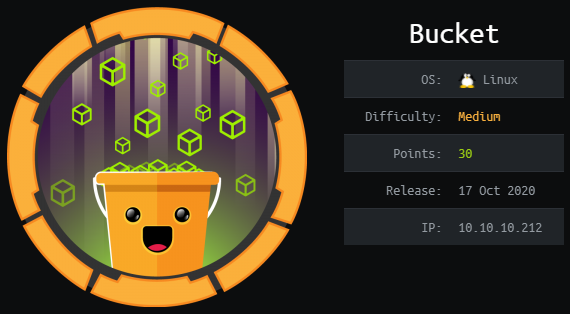 Bucket
OS: Linux
Difficulty: Medium
Points: 30
Release: 17 Oct 2020
IP: 10.10.10.212